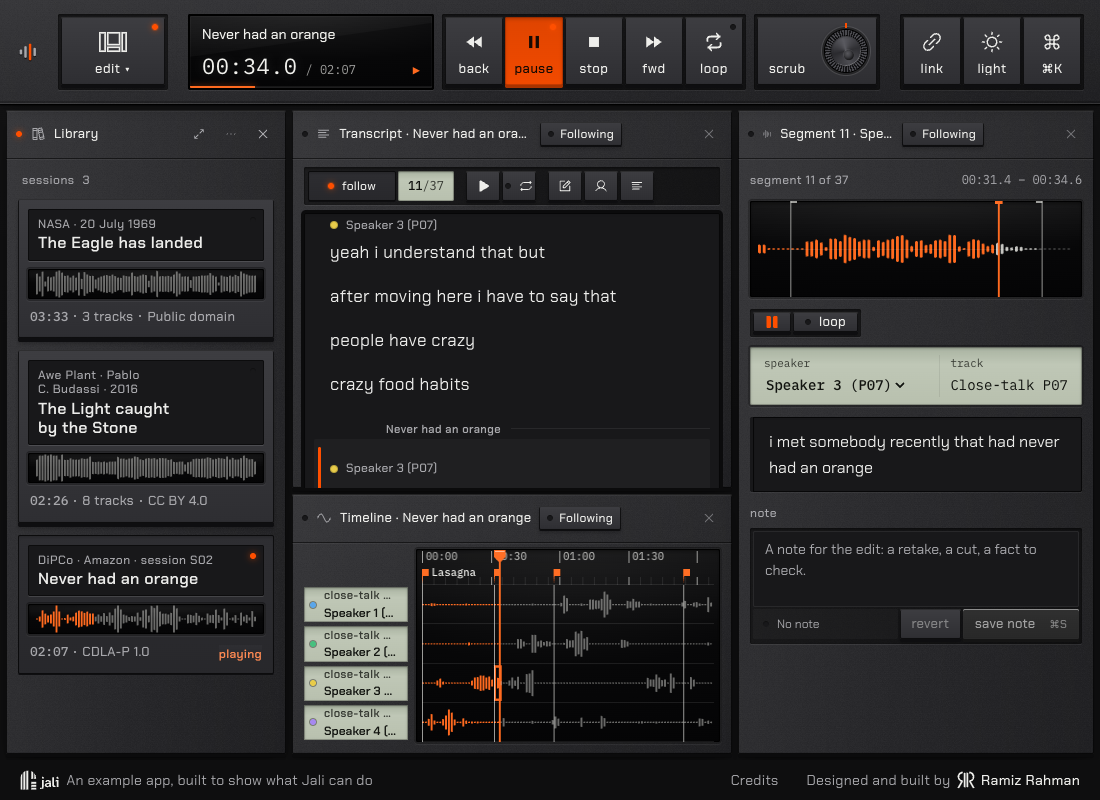 Never had an orange
00:34.0 / 02:07
edit
back
pause
stop
fwd
loop
scrub
link
light
⌘K
Library
sessions 3
NASA · 20 July 1969
The Eagle has landed
03:33 · 3 tracks · Public domain
Awe Plant · Pablo
C. Budassi · 2016
The Light caught
by the Stone
02:26 · 8 tracks · CC BY 4.0
DiPCo · Amazon · session S02
Never had an orange
02:07 · CDLA-P 1.0
playing
Transcript · Never had an ora...
Following
follow
11/37
Speaker 3 (P07)
yeah i understand that but
after moving here i have to say that
people have crazy
crazy food habits
Never had an orange
Speaker 3 (P07)
Timeline · Never had an orange
Following
00:00
:30
01:00
01:30
Lasagna
close-talk ...
Speaker 1 (...
close-talk ...
Speaker 2 (...
close-talk ...
Speaker 3 ...
close-talk ...
Speaker 4 (...
Segment 11 · Spe...
Following
segment 11 of 37
00:31.4 – 00:34.6
loop
speaker
track
Speaker 3 (P07)
Close-talk P07
i met somebody recently that had never
had an orange
note
A note for the edit: a retake, a cut, a fact to
check.
No note
revert
save note ⌘S
jali An example app, built to show what Jali can do
Credits
Designed and built by Ramiz Rahman